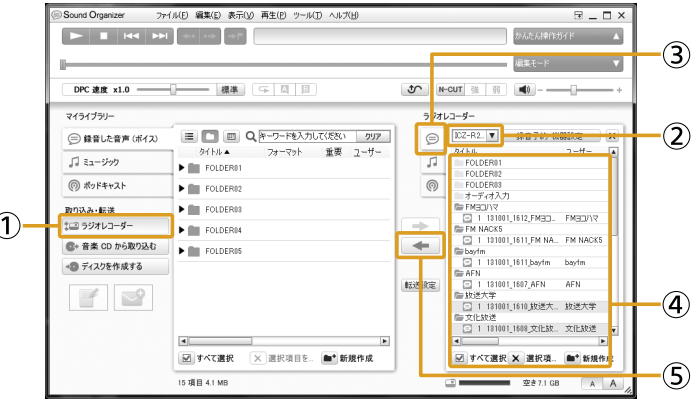 Sound Organizer
ファイル(F) 編集(E) 表示(V) 再生(P) ツール(T) ヘルプ(H)
かんたん操作ガイド
編集モード
DPC 速度 x1.0
標準
A
B
N-CUT 強 弱
マイライブラリー
録音した音声 (ボイス)
ミュージック
ポッドキャスト
取り込み・転送
ラジオレコーダー
音楽 CD から取り込む
ディスクを作成する
キーワードを入力してください
クリア
タイトル▲ フォーマット 重要 ユーザー
FOLDER01
FOLDER02
FOLDER03
FOLDER04
FOLDER05
すべて選択
選択項目を..
新規作成
15 項目 4.1 MB
転送設定
ラジオレコーダー
ICZ-R2..
タイトル ユーザー
FOLDER01
FOLDER02
FOLDER03
オーディオ入力
FMヨコハマ
1 131001_1612_FMヨコ.. FMヨコハマ
FM NACK5
1 131001_1611_FM NA.. FM NACK5
bayfm
1 131001_1611_bayfm bayfm
AFN
1 131001_1607_AFN AFN
放送大学
1 131001_1610_放送大.. 放送大学
文化放送
1 131001_1608_文化放.. 文化放送
すべて選択
選択項..
新規作成
空き7.1 GB
A A
①
②
③
④
⑤